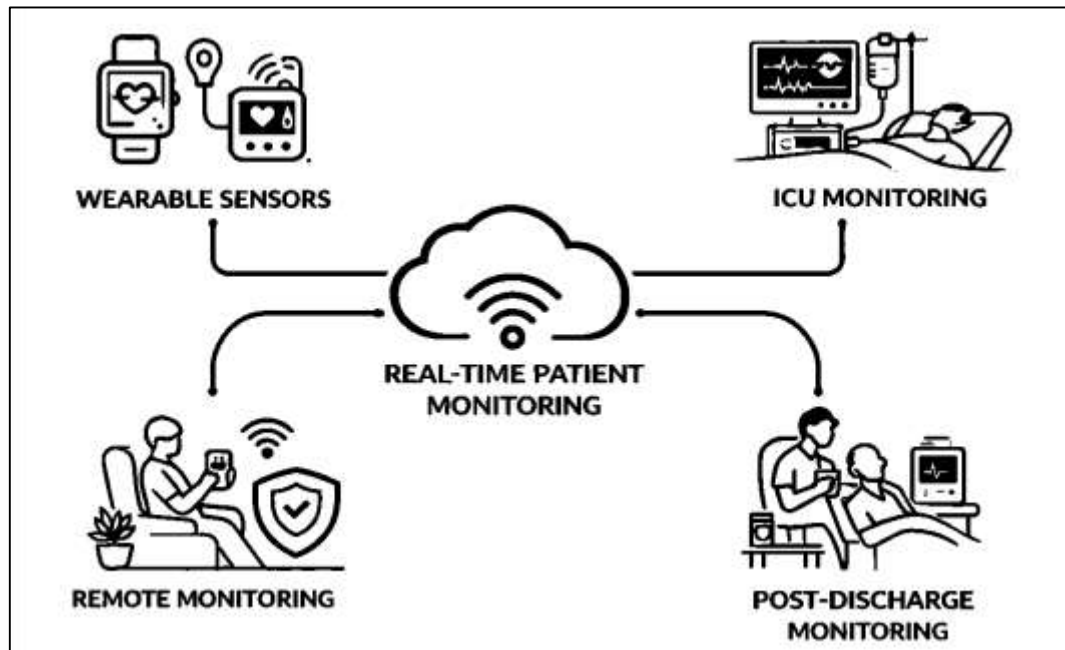 WEARABLE SENSORS
ICU MONITORING
REAL-TIME PATIENT
MONITORING
REMOTE MONITORING
POST-DISCHARGE
MONITORING